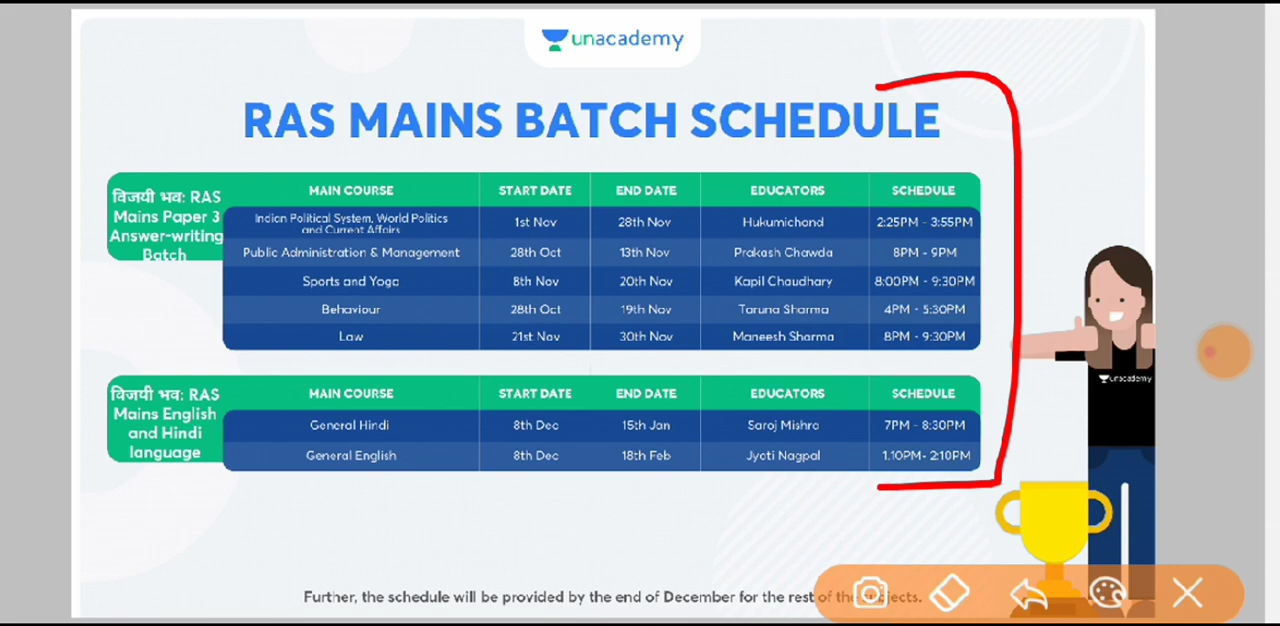 unacademy
RAS MAINS BATCH SCHEDULE
विजयी भव: RAS
Mains Paper 3
Answer-writing
Batch
MAIN COURSE START DATE END DATE EDUCATORS SCHEDULE
Indian Political System, World Politics
and Current Affairs
1st Nov 28th Nov Hukumichand 2:25PM - 3:55PM
Public Administration & Management 28th Oct 13th Nov Prakash Chawda 8PM - 9PM
Sports and Yoga 8th Nov 20th Nov Kapil Chaudhary 8:00PM - 9:30PM
Behaviour 28th Oct 19th Nov Taruna Sharma 4PM - 5:30PM
Law 21st Nov 30th Nov Maneesh Sharma 8PM - 9:30PM
विजयी भव: RAS
Mains English
and Hindi
language
MAIN COURSE START DATE END DATE EDUCATORS SCHEDULE
General Hindi 8th Dec 15th Jan Saroj Mishra 7PM - 8:30PM
General English 8th Dec 18th Feb Jyoti Nagpal 1.10PM- 2:10PM
unacademy
Further, the schedule will be provided by the end of December for the rest of the subjects.